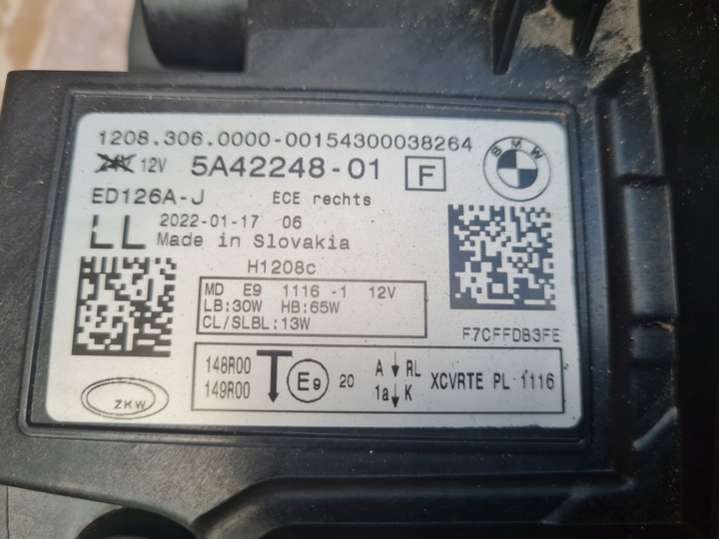 1208.306.0000-00154300038264
24V 12V 5A42248-01 F
BMW
ED126A-J ECE rechts
LL 2022-01-17 06
Made in Slovakia
H1208c
MD E9 1116 -1 12V
LB:30W HB:65W
CL/SLBL:13W
F7CFFDB3FE
148R00
149R00
T E9 20
A ↓ RL
1a ↓ K
XCVRTE PL 1116
ZKW